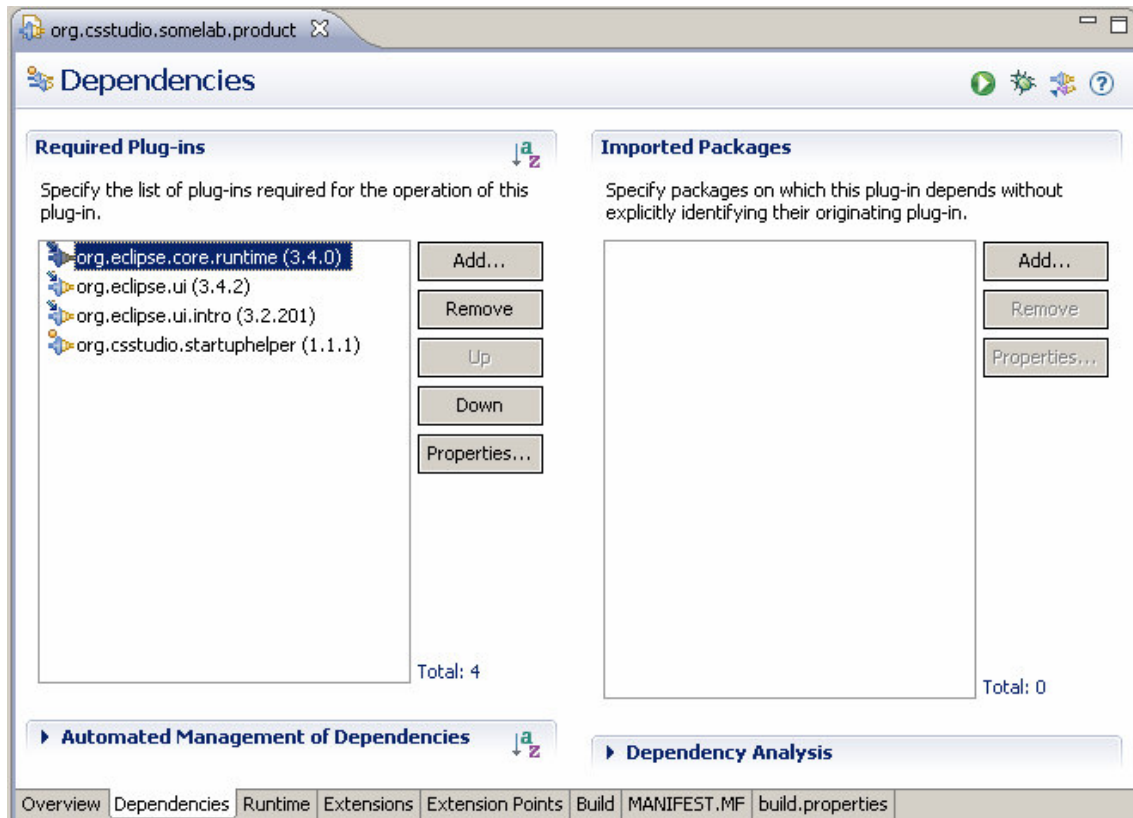 org.csstudio.somelab.product
Dependencies
Required Plug-ins
Specify the list of plug-ins required for the operation of this
plug-in.
org.eclipse.core.runtime (3.4.0)
org.eclipse.ui (3.4.2)
org.eclipse.ui.intro (3.2.201)
org.csstudio.startuphelper (1.1.1)
Add...
Remove
Up
Down
Properties...
Total: 4
Imported Packages
Specify packages on which this plug-in depends without
explicitly identifying their originating plug-in.
Add...
Remove
Properties...
Total: 0
Automated Management of Dependencies
Dependency Analysis
Overview Dependencies Runtime Extensions Extension Points Build MANIFEST.MF build.properties